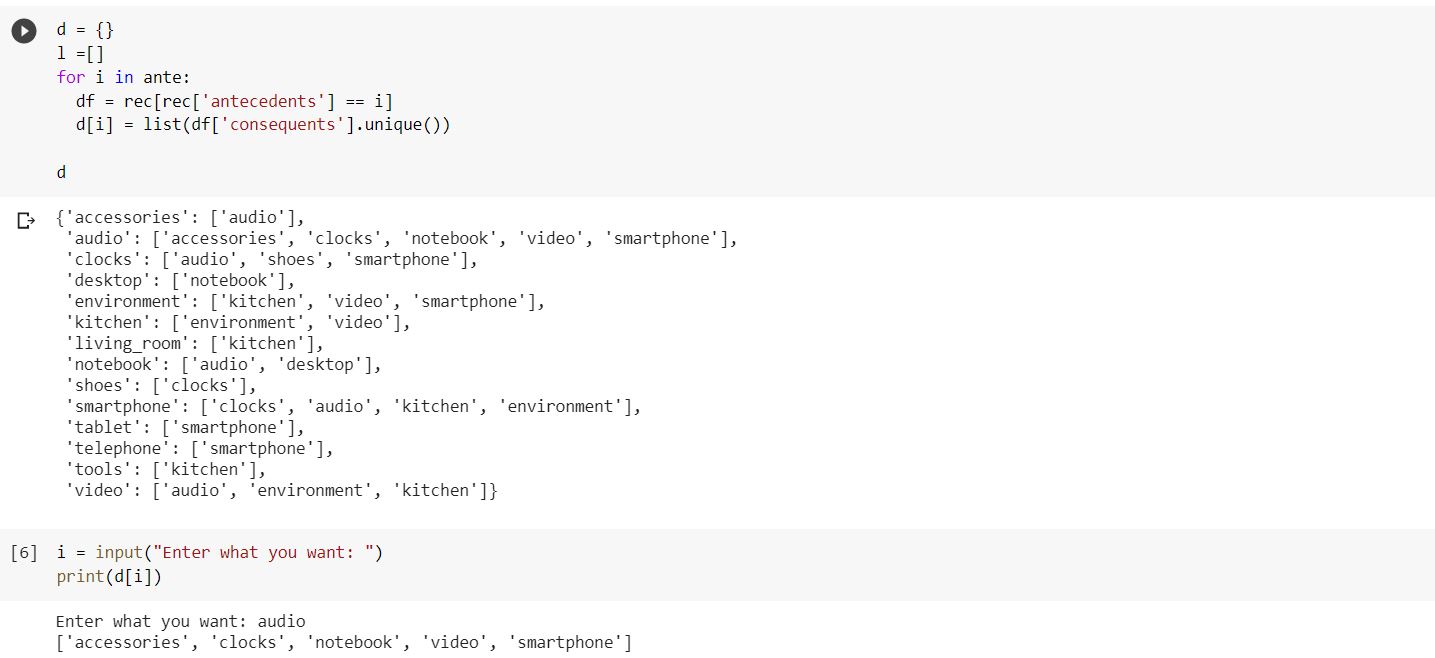 d = {}
l =[]
for i in ante:
  df = rec[rec['antecedents'] == i]
  d[i] = list(df['consequents'].unique())

d
{'accessories': ['audio'],
 'audio': ['accessories', 'clocks', 'notebook', 'video', 'smartphone'],
 'clocks': ['audio', 'shoes', 'smartphone'],
 'desktop': ['notebook'],
 'environment': ['kitchen', 'video', 'smartphone'],
 'kitchen': ['environment', 'video'],
 'living_room': ['kitchen'],
 'notebook': ['audio', 'desktop'],
 'shoes': ['clocks'],
 'smartphone': ['clocks', 'audio', 'kitchen', 'environment'],
 'tablet': ['smartphone'],
 'telephone': ['smartphone'],
 'tools': ['kitchen'],
 'video': ['audio', 'environment', 'kitchen']}
[6] i = input("Enter what you want: ")
print(d[i])
Enter what you want: audio
['accessories', 'clocks', 'notebook', 'video', 'smartphone']